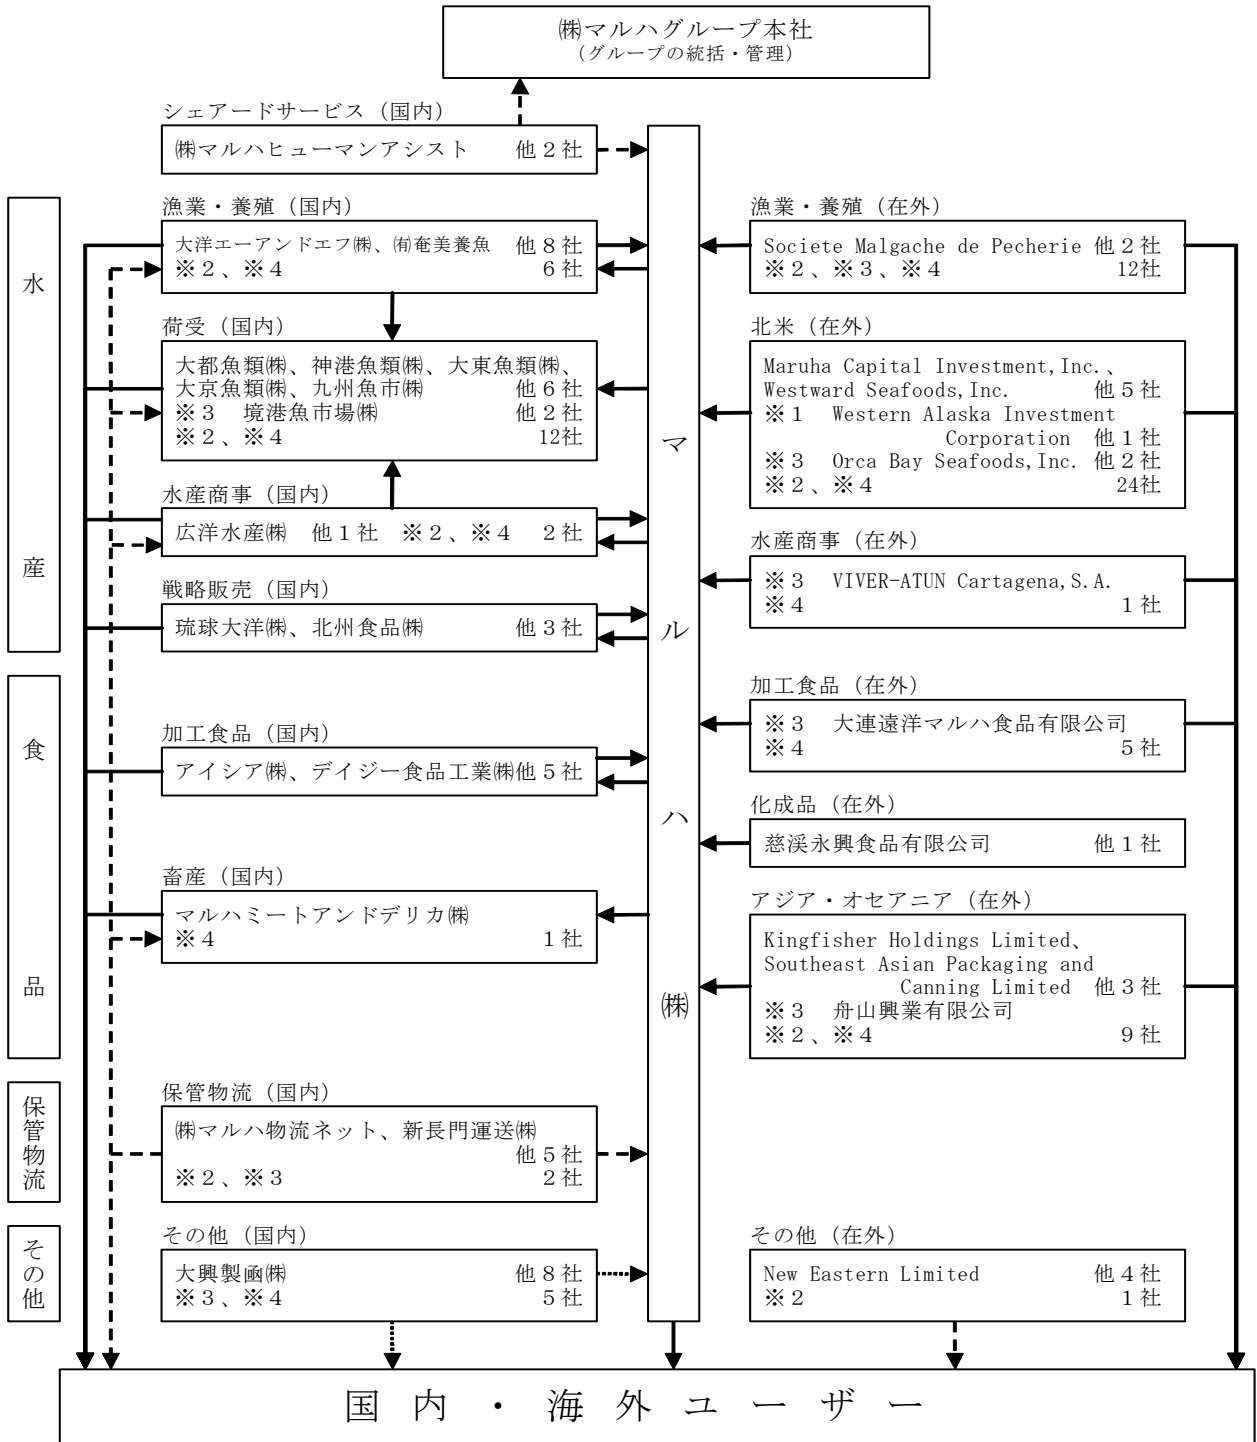 ㈱マルハグループ本社
(グループの統括・管理)
シェアードサービス (国内)
㈱マルハヒューマンアシスト 他2社
水産
漁業・養殖 (国内)
大洋エーアンドエフ㈱、㈲奄美養魚 他8社
※2、※4 6社
荷受 (国内)
大都魚類㈱、神港魚類㈱、大東魚類㈱、
大京魚類㈱、九州魚市㈱ 他6社
※3 境港魚市場㈱ 他2社
※2、※4 12社
水産商事 (国内)
広洋水産㈱ 他1社 ※2、※4 2社
戦略販売 (国内)
琉球大洋㈱、北州食品㈱ 他3社
食品
加工食品 (国内)
アイシア㈱、デイジー食品工業㈱他5社
畜産 (国内)
マルハミートアンドデリカ㈱
※4 1社
保管物流
保管物流 (国内)
㈱マルハ物流ネット、新長門運送㈱
他5社
※2、※3 2社
その他
その他 (国内)
大興製凾㈱ 他8社
※3、※4 5社
マルハ㈱
漁業・養殖 (在外)
Societe Malgache de Pecherie 他2社
※2、※3、※4 12社
北米 (在外)
Maruha Capital Investment,Inc.、
Westward Seafoods,Inc. 他5社
※1 Western Alaska Investment
Corporation 他1社
※3 Orca Bay Seafoods,Inc. 他2社
※2、※4 24社
水産商事 (在外)
※3 VIVER-ATUN Cartagena,S.A.
※4 1社
加工食品 (在外)
※3 大連遠洋マルハ食品有限公司
※4 5社
化成品 (在外)
慈渓永興食品有限公司 他1社
アジア・オセアニア (在外)
Kingfisher Holdings Limited、
Southeast Asian Packaging and
Canning Limited 他3社
※3 舟山興業有限公司
※2、※4 9社
その他 (在外)
New Eastern Limited 他4社
※2 1社
国内・海外ユーザー